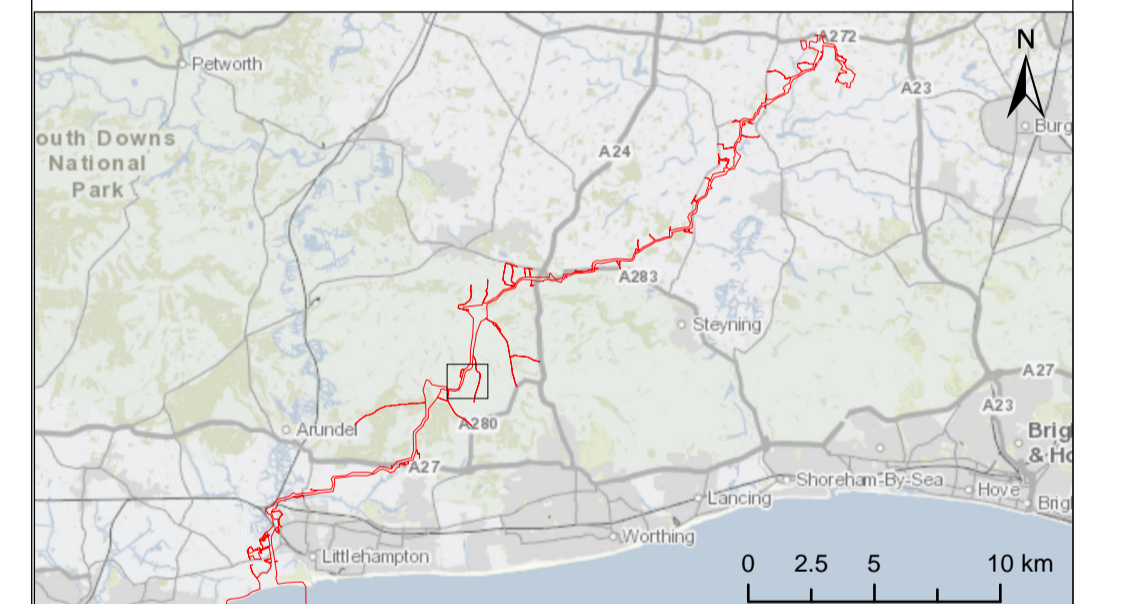 A272
N
Petworth
A23
Burg
outh Downs
National
Park
A24
A283
Steyning
A27
A23
A280
Arundel
Brig
& Ho
A27
Shoreham-By-Sea
Hove
Lancing
Brig
Worthing
Littlehampton
0 2.5 5 10 km